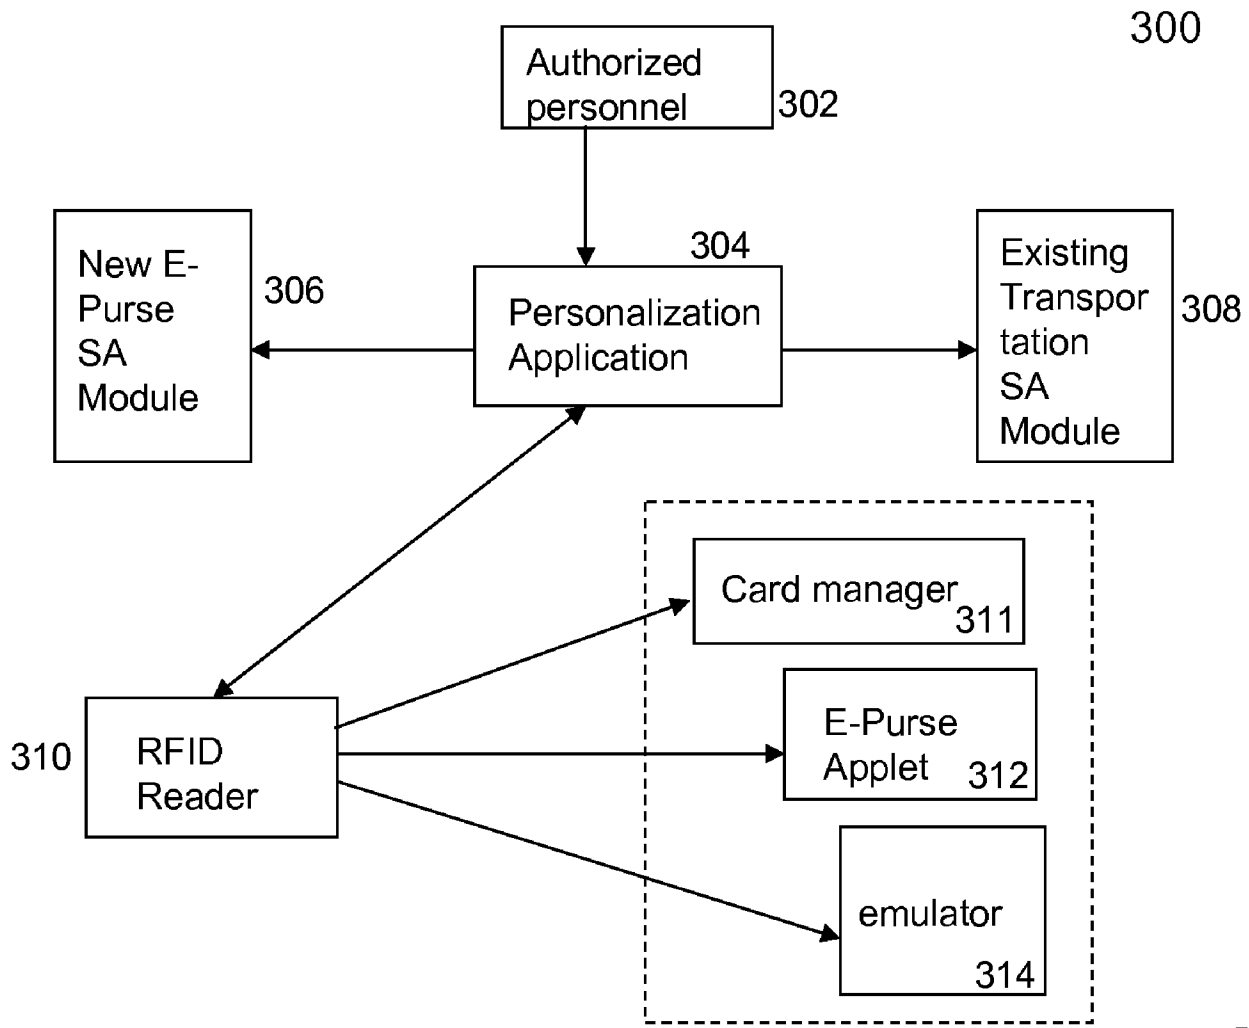 300
Authorized
personnel
302
304
New E-
Purse
SA
Module
306
Personalization
Application
Existing
Transpor
tation
SA
Module
308
Card manager
311
310
RFID
Reader
E-Purse
Applet
312
emulator
314